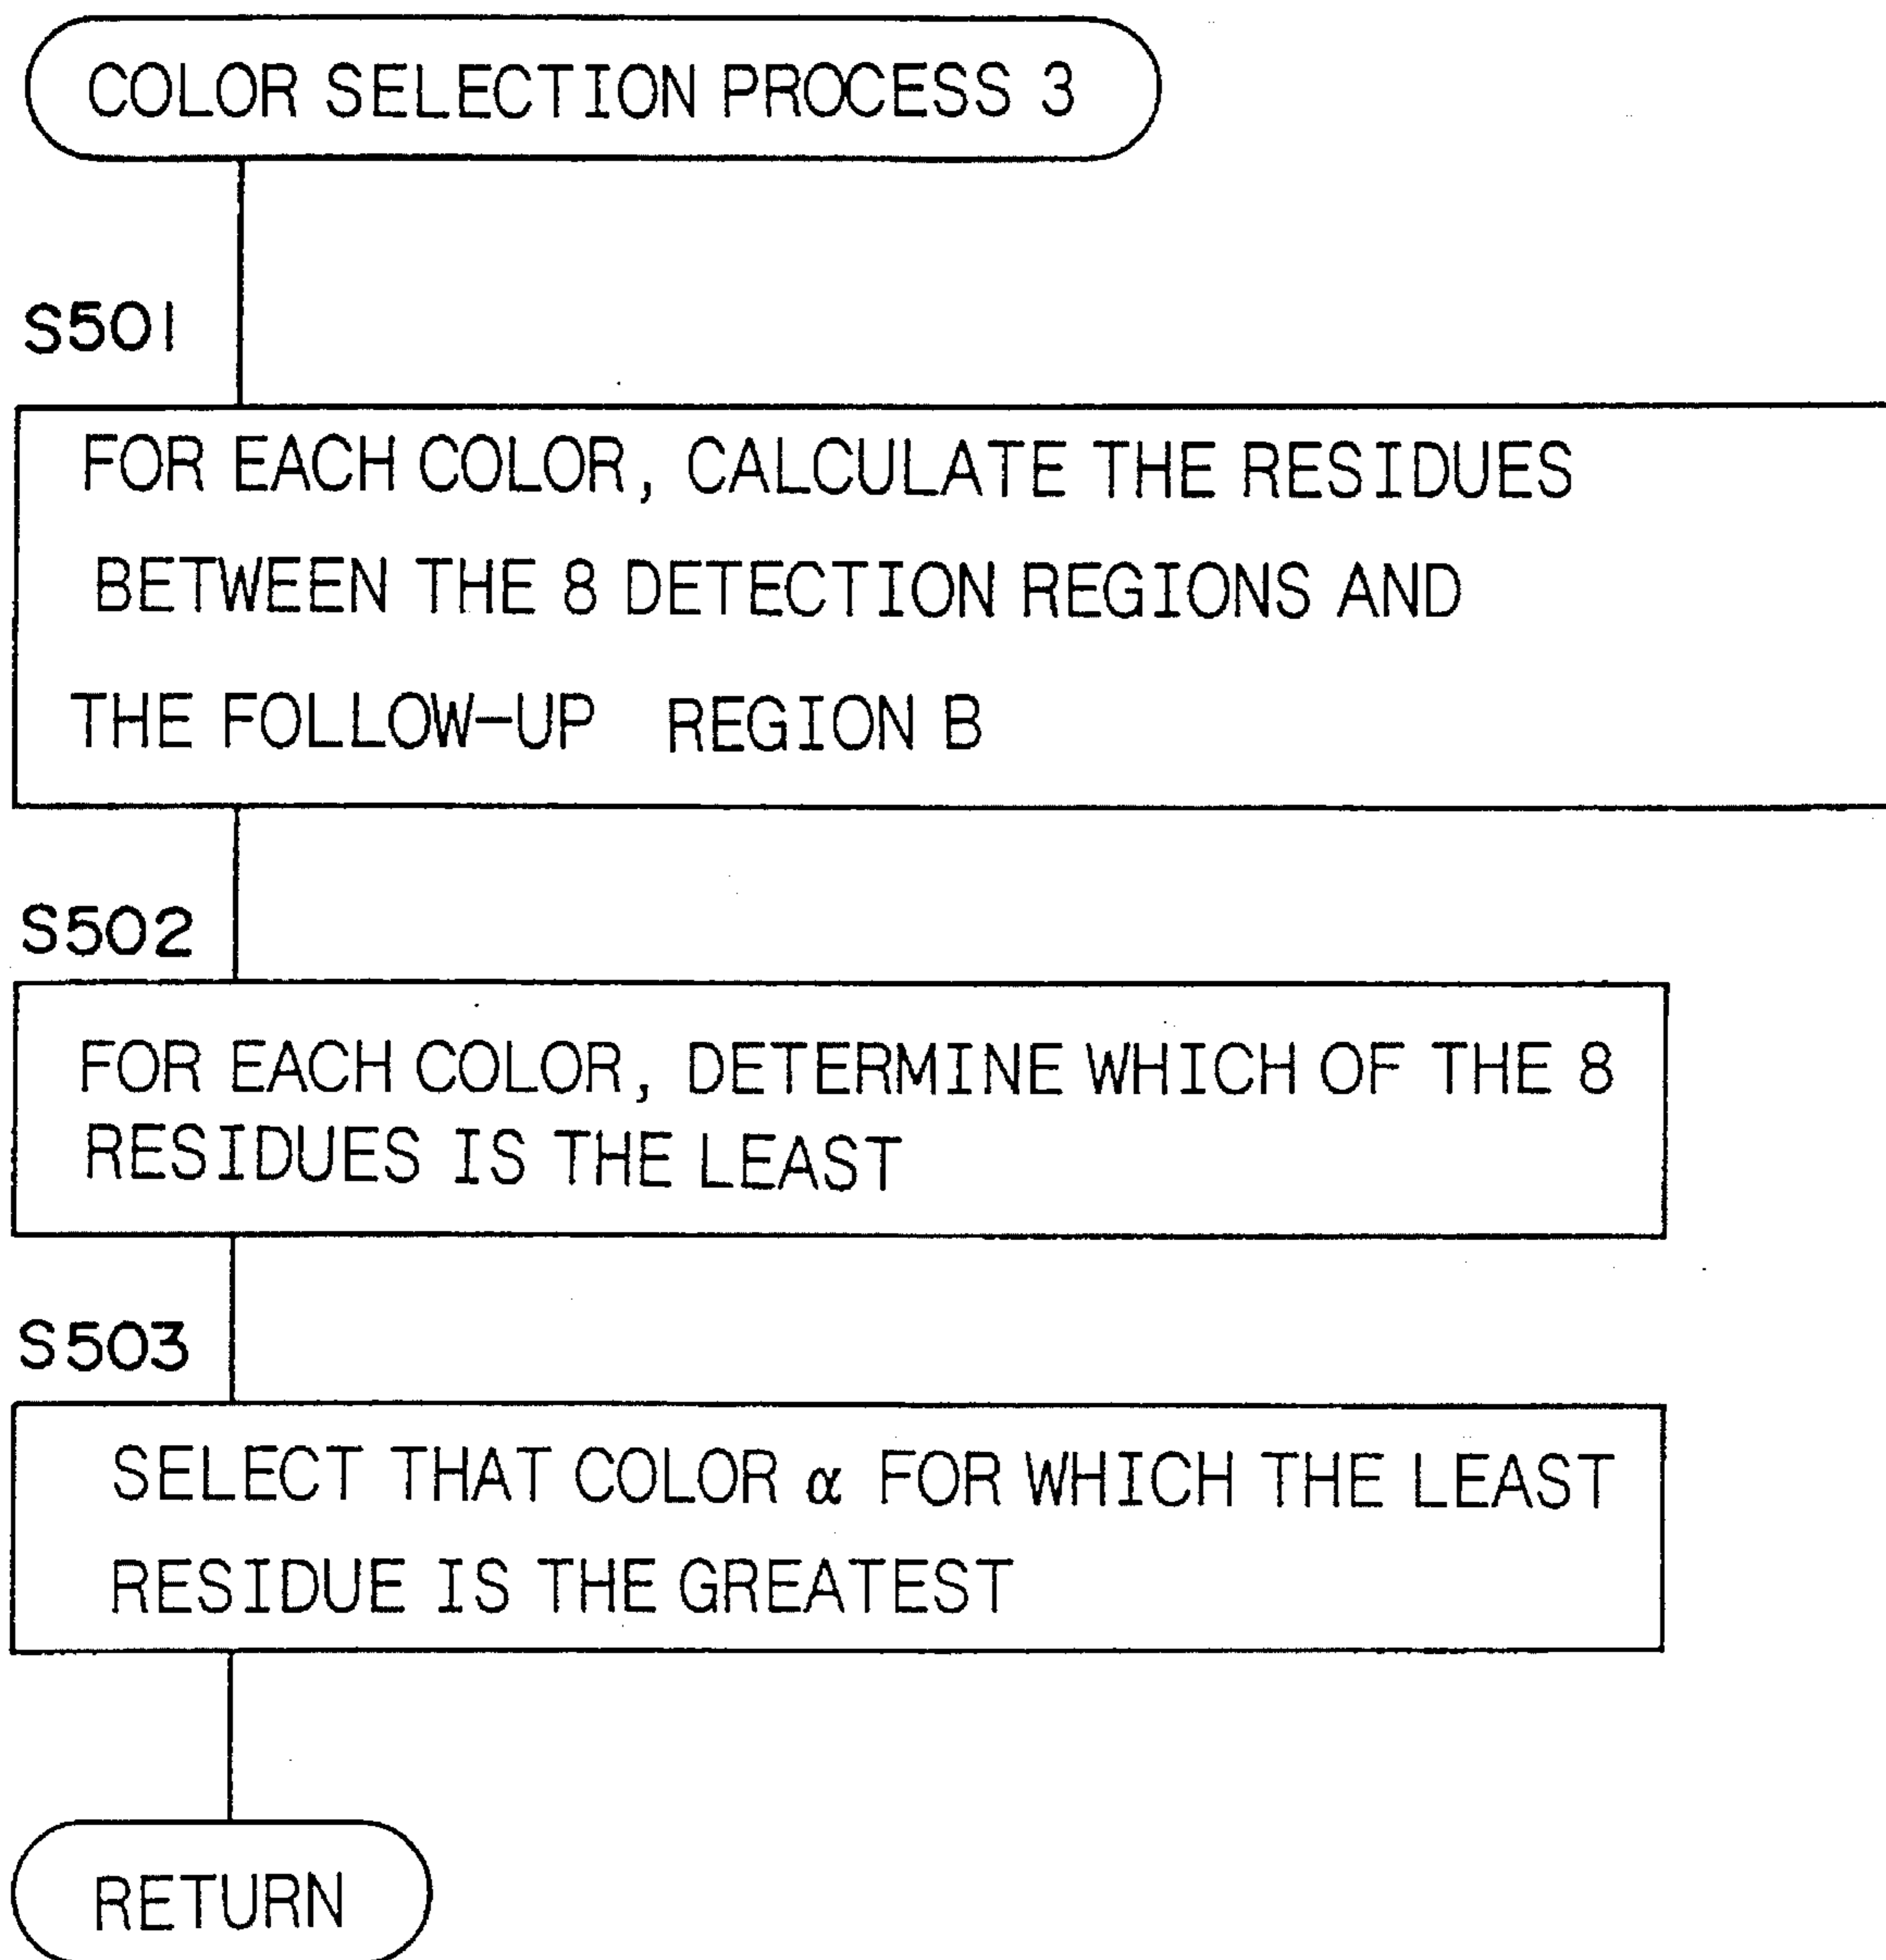 COLOR SELECTION PROCESS 3
S501
FOR EACH COLOR, CALCULATE THE RESIDUES
BETWEEN THE 8 DETECTION REGIONS AND
THE FOLLOW-UP REGION B
S502
FOR EACH COLOR, DETERMINE WHICH OF THE 8
RESIDUES IS THE LEAST
S503
SELECT THAT COLOR α FOR WHICH THE LEAST
RESIDUE IS THE GREATEST
RETURN